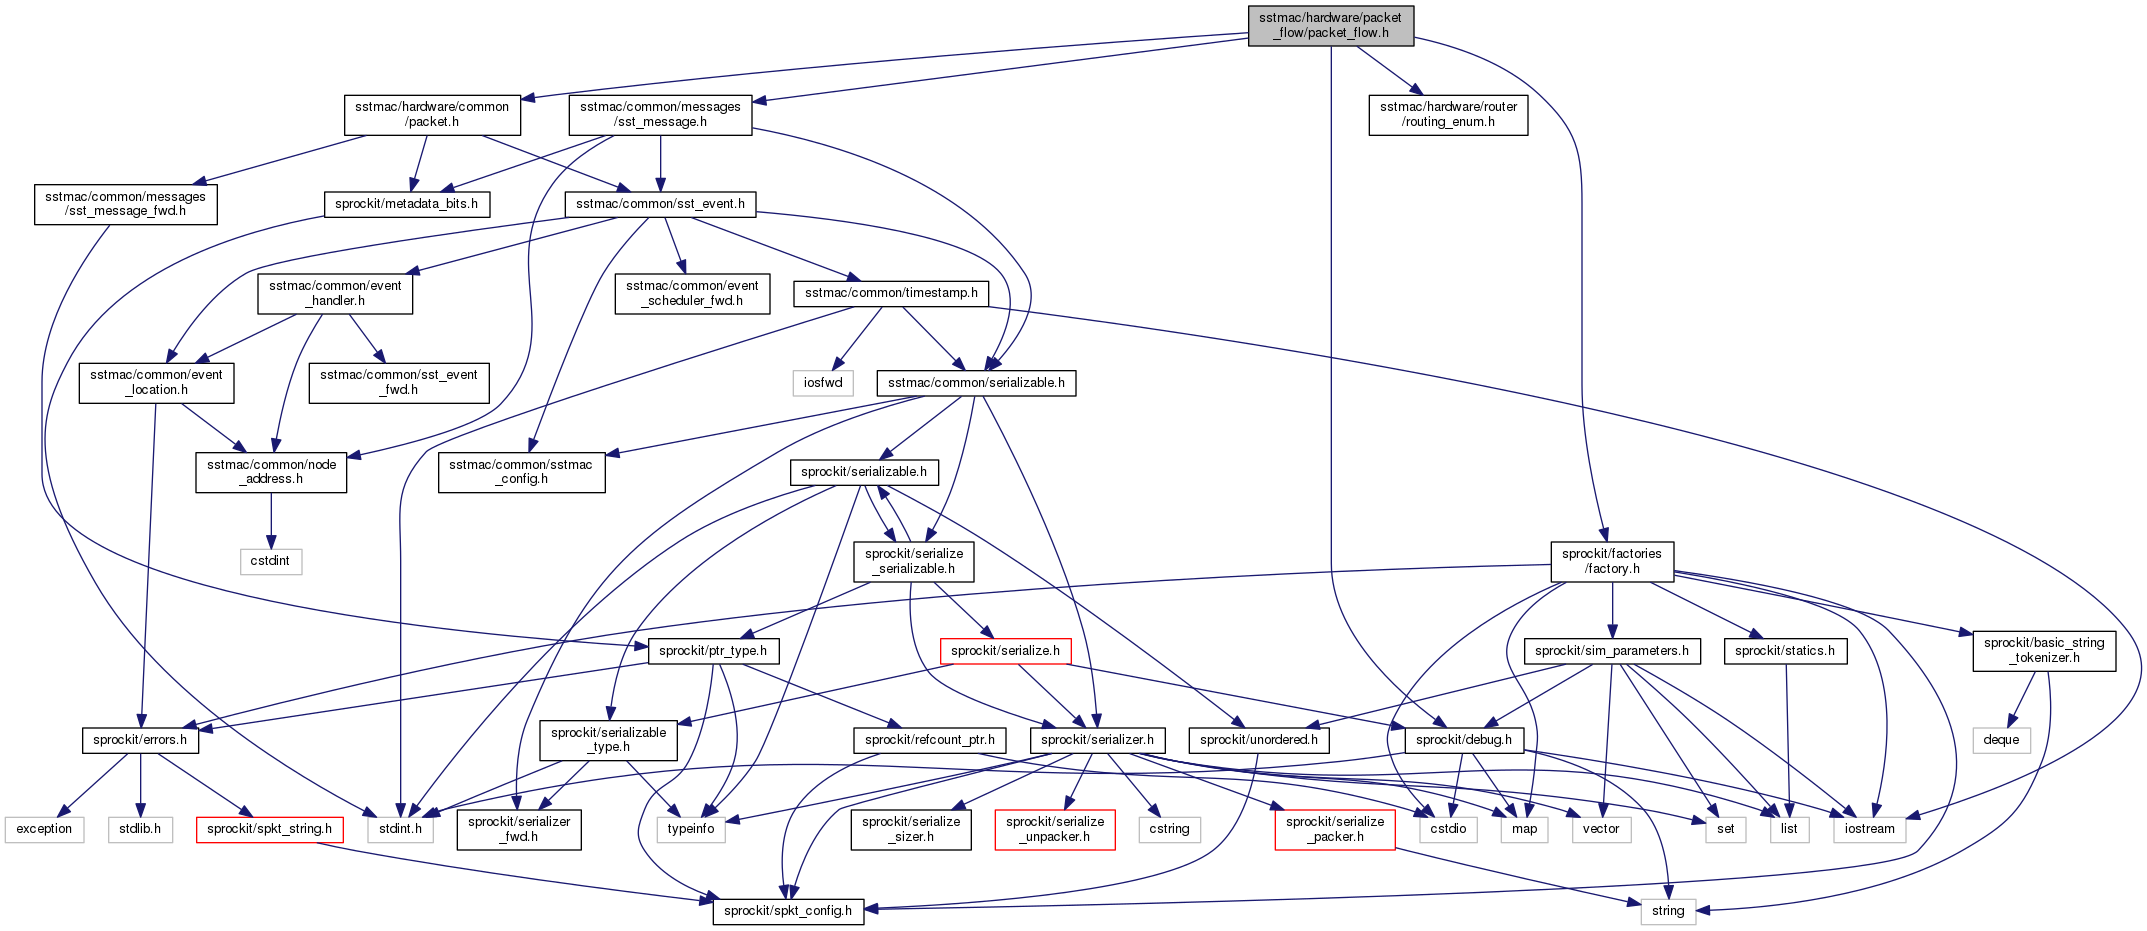 sstmac/hardware/packet
_flow/packet_flow.h
sstmac/hardware/common
/packet.h
sstmac/common/messages
/sst_message.h
sstmac/hardware/router
/routing_enum.h
sstmac/common/messages
/sst_message_fwd.h
sprockit/metadata_bits.h
sstmac/common/sst_event.h
sstmac/common/event
_handler.h
sstmac/common/event
_scheduler_fwd.h
sstmac/common/timestamp.h
sstmac/common/event
_location.h
sstmac/common/sst_event
_fwd.h
iosfwd
sstmac/common/serializable.h
sstmac/common/node
_address.h
sstmac/common/sstmac
_config.h
sprockit/serializable.h
cstdint
sprockit/serialize
_serializable.h
sprockit/factories
/factory.h
sprockit/ptr_type.h
sprockit/serialize.h
sprockit/sim_parameters.h
sprockit/statics.h
sprockit/basic_string
_tokenizer.h
sprockit/errors.h
sprockit/serializable
_type.h
sprockit/refcount_ptr.h
sprockit/serializer.h
sprockit/unordered.h
sprockit/debug.h
deque
exception
stdlib.h
sprockit/spkt_string.h
stdint.h
sprockit/serializer
_fwd.h
typeinfo
sprockit/serialize
_sizer.h
sprockit/serialize
_unpacker.h
cstring
sprockit/serialize
_packer.h
cstdio
map
vector
set
list
iostream
sprockit/spkt_config.h
string